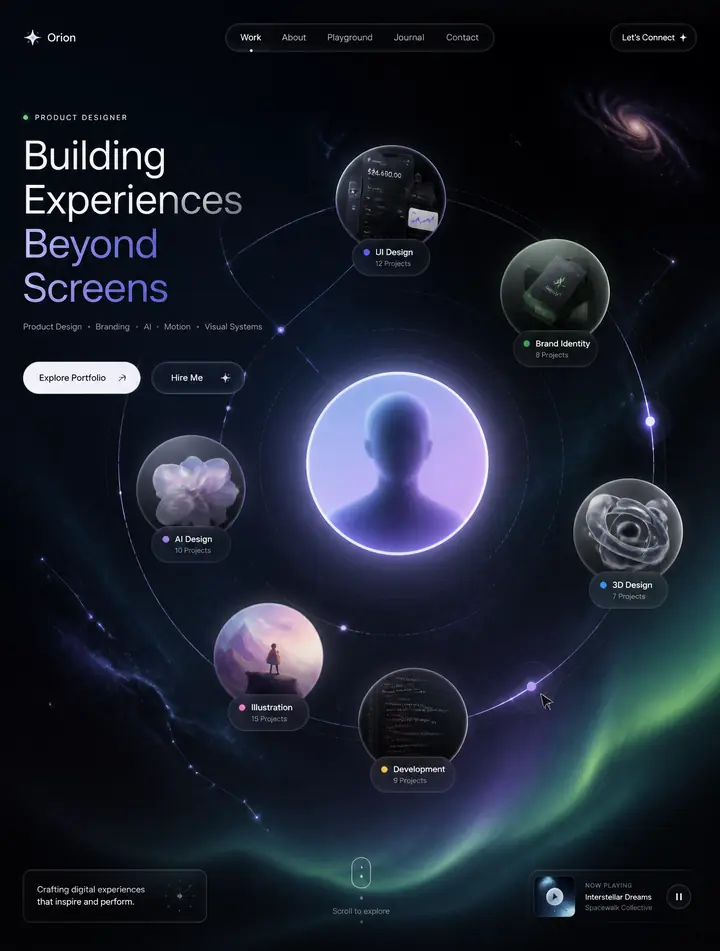 Orion
Work
About
Playground
Journal
Contact
Let's Connect
PRODUCT DESIGNER
Building
Experiences
Beyond
Screens
Product Design • Branding • AI • Motion • Visual Systems
Explore Portfolio
Hire Me
UI Design
12 Projects
Brand Identity
8 Projects
AI Design
10 Projects
3D Design
7 Projects
Illustration
15 Projects
Development
9 Projects
Crafting digital experiences
that inspire and perform.
Scroll to explore
NOW PLAYING
Interstellar Dreams
Spacewalk Collective